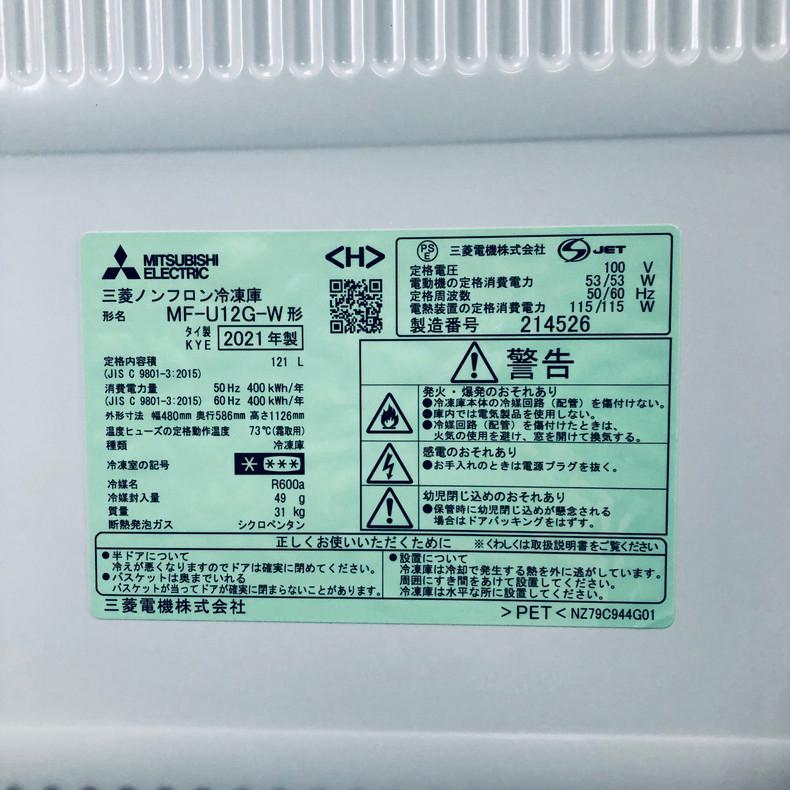 MITSUBISHI
ELECTRIC
<H>
三菱ノンフロン冷凍庫
形名 MF-U12G-W 形
タイ製
KYE 2021年製
定格内容積 121 L
(JIS C 9801-3:2015)
消費電力量 50Hz 400kWh/年
(JIS C 9801-3:2015) 60Hz 400kWh/年
外形寸法 幅480mm 奥行586mm 高さ1126mm
温度ヒューズの定格動作温度 73℃(霜取用)
種類 冷凍庫
冷凍室の記号 * ***
冷媒名 R600a
冷媒封入量 49 g
質量 31 kg
断熱発泡ガス シクロペンタン
PSE 三菱電機株式会社 JET
定格電圧 100 V
電動機の定格消費電力 53/53 W
定格周波数 50/60 Hz
電熱装置の定格消費電力 115/115 W
製造番号 214526
警告
発火・爆発のおそれあり
●冷凍庫本体の冷媒回路(配管)を傷付けない。
●庫内では電気製品を使用しない。
●冷媒回路(配管)を傷付けたときは、
火気の使用を避け、窓を開けて換気する。
感電のおそれあり
●お手入れのときは電源プラグを抜く。
幼児閉じ込めのおそれあり
●保管時に幼児閉じ込めが懸念される
場合はドアパッキングをはずす。
正しくお使いいただくために ※くわしくは取扱説明書をご覧ください
●半ドアについて
冷えが悪くなりますのでドアは確実に閉めてください。
●バスケットは奥までいれる
バスケットが当ってドアが確実に閉まらないことがあります。
●設置について
冷凍庫は冷却で発生する熱を外に逃がしています。
周囲にすき間をあけて設置してください。
冷凍庫は水平な所に設置してください。
三菱電機株式会社
>PET< NZ79C944G01